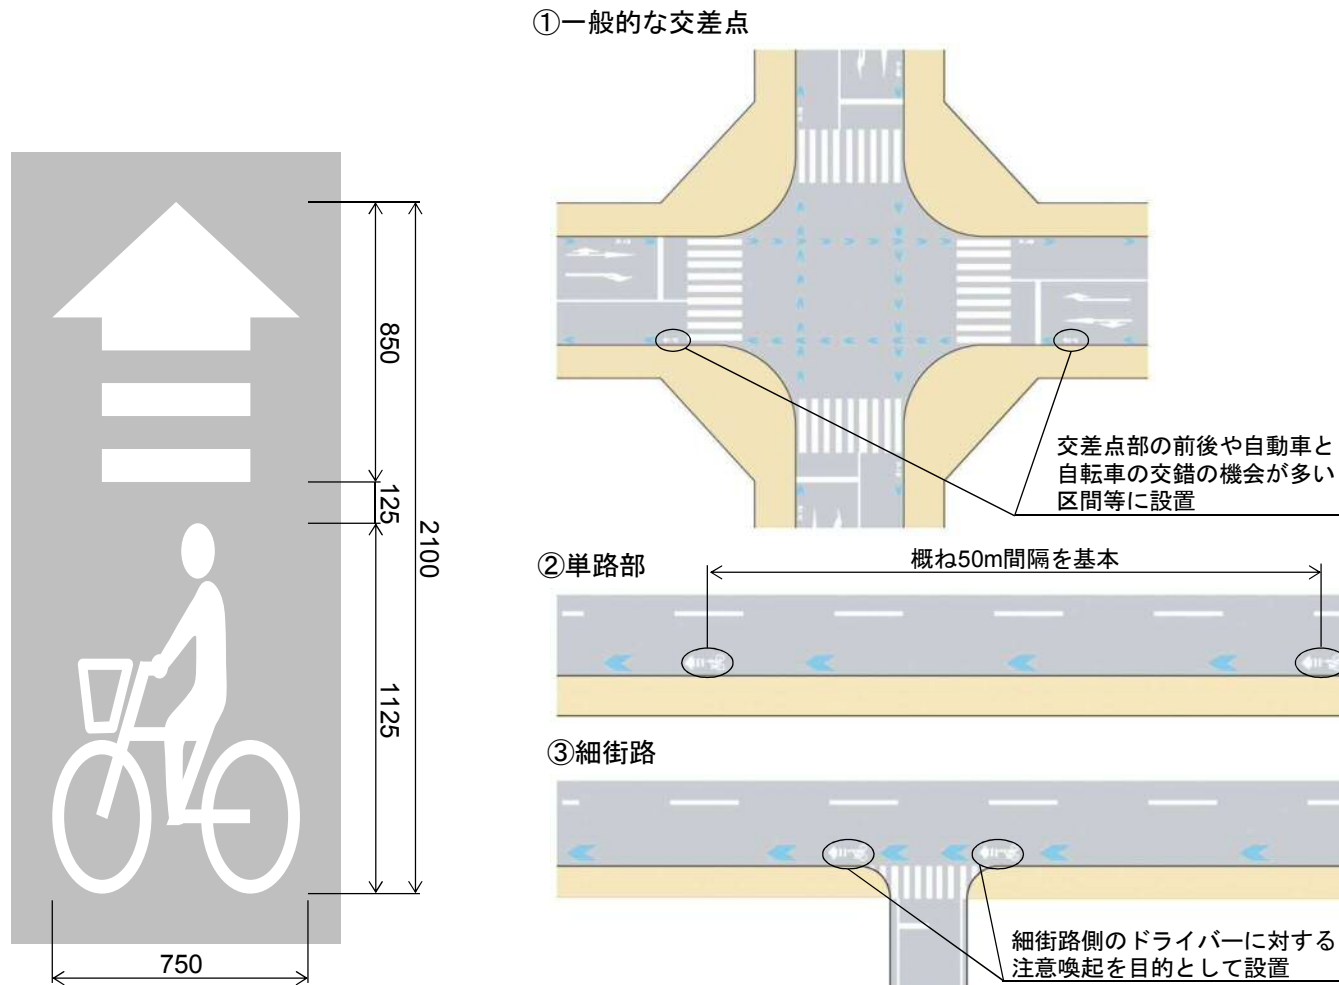 ①一般的な交差点
850
125
2100
1125
750
交差点部の前後や自動車と
自転車の交錯の機会が多い
区間等に設置
②単路部
概ね50m間隔を基本
③細街路
細街路側のドライバーに対する
注意喚起を目的として設置